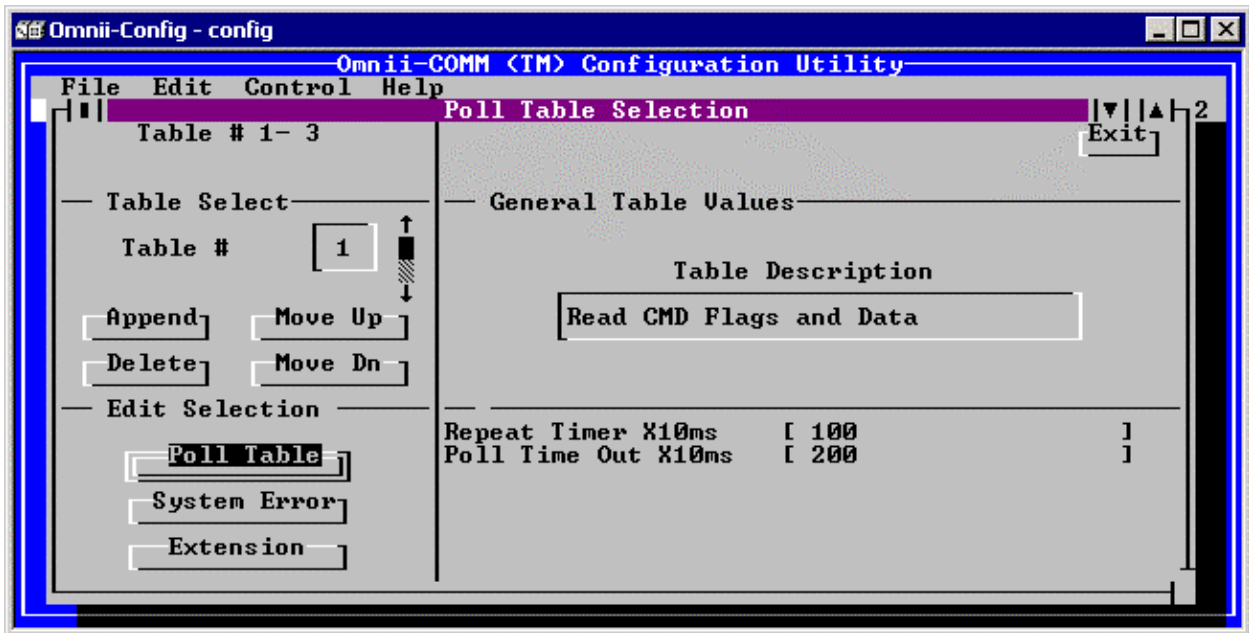 Omnii-Config - config
Omnii-COMM (TM) Configuration Utility
File Edit Control Help
Poll Table Selection
2
Table # 1- 3
Exit
Table Select
General Table Values
Table #
1
Table Description
Append
Move Up
Read CMD Flags and Data
Delete
Move Dn
Edit Selection
Repeat Timer X10ms [ 100 ]
Poll Time Out X10ms [ 200 ]
Poll Table
System Error
Extension